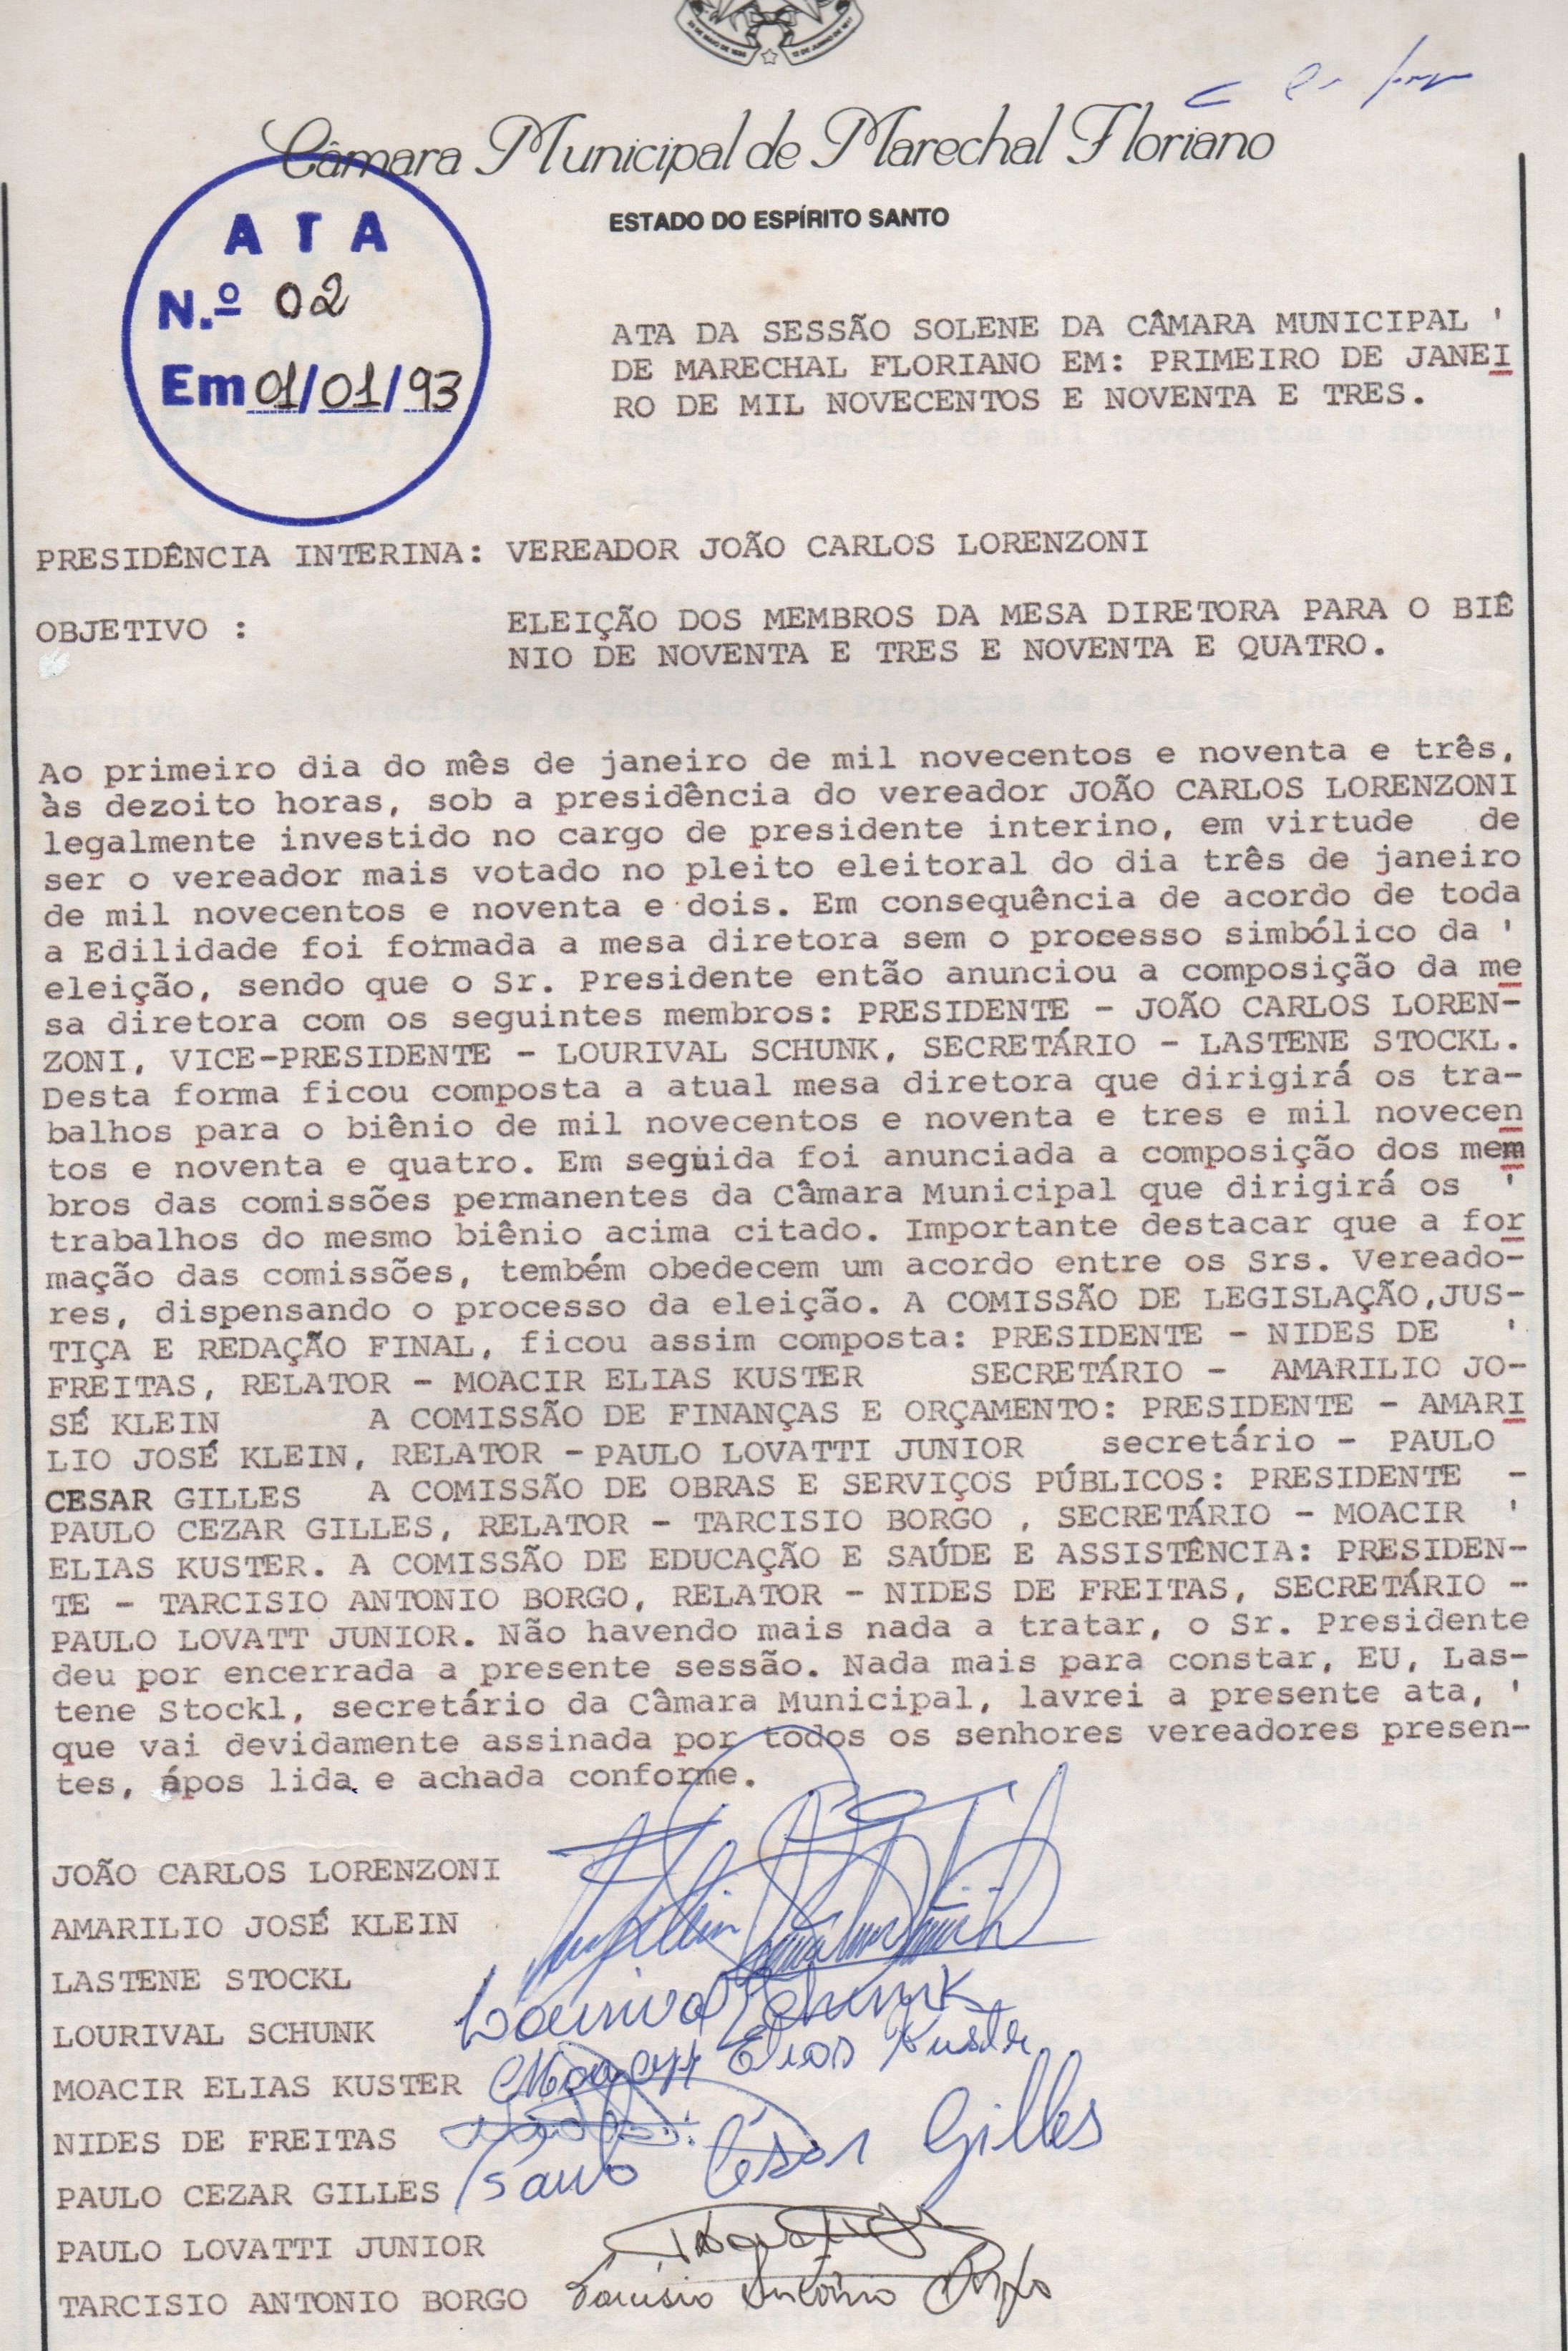 Câmara Municipal de Marechal Floriano
ESTADO DO ESPÍRITO SANTO
ATA
N.º 02
Em 01/01/93
ATA DA SESSÃO SOLENE DA CÂMARA MUNICIPAL '
DE MARECHAL FLORIANO EM: PRIMEIRO DE JANEI
RO DE MIL NOVECENTOS E NOVENTA E TRES.
PRESIDÊNCIA INTERINA: VEREADOR JOÃO CARLOS LORENZONI
OBJETIVO : ELEIÇÃO DOS MEMBROS DA MESA DIRETORA PARA O BIÊ
NIO DE NOVENTA E TRES E NOVENTA E QUATRO.
Ao primeiro dia do mês de janeiro de mil novecentos e noventa e três,
às dezoito horas, sob a presidência do vereador JOÃO CARLOS LORENZONI
legalmente investido no cargo de presidente interino, em virtude de
ser o vereador mais votado no pleito eleitoral do dia três de janeiro
de mil novecentos e noventa e dois. Em consequência de acordo de toda
a Edilidade foi formada a mesa diretora sem o processo simbólico da '
eleição, sendo que o Sr. Presidente então anunciou a composição da me
sa diretora com os seguintes membros: PRESIDENTE - JOÃO CARLOS LOREN-
ZONI, VICE-PRESIDENTE - LOURIVAL SCHUNK, SECRETÁRIO - LASTENE STOCKL.
Desta forma ficou composta a atual mesa diretora que dirigirá os tra-
balhos para o biênio de mil novecentos e noventa e tres e mil novecen
tos e noventa e quatro. Em seguida foi anunciada a composição dos mem
bros das comissões permanentes da Câmara Municipal que dirigirá os '
trabalhos do mesmo biênio acima citado. Importante destacar que a for
mação das comissões, tembém obedecem um acordo entre os Srs. Vereado-
res, dispensando o processo da eleição. A COMISSÃO DE LEGISLAÇÃO,JUS-
TIÇA E REDAÇÃO FINAL, ficou assim composta: PRESIDENTE - NIDES DE '
FREITAS, RELATOR - MOACIR ELIAS KUSTER SECRETÁRIO - AMARILIO JO-
SÉ KLEIN A COMISSÃO DE FINANÇAS E ORÇAMENTO: PRESIDENTE - AMARI
LIO JOSÉ KLEIN, RELATOR - PAULO LOVATTI JUNIOR secretário - PAULO
CESAR GILLES A COMISSÃO DE OBRAS E SERVIÇOS PÚBLICOS: PRESIDENTE -
PAULO CEZAR GILLES, RELATOR - TARCISIO BORGO , SECRETÁRIO - MOACIR '
ELIAS KUSTER. A COMISSÃO DE EDUCAÇÃO E SAÚDE E ASSISTÊNCIA: PRESIDEN-
TE - TARCISIO ANTONIO BORGO, RELATOR - NIDES DE FREITAS, SECRETÁRIO -
PAULO LOVATT JUNIOR. Não havendo mais nada a tratar, o Sr. Presidente
deu por encerrada a presente sessão. Nada mais para constar, EU, Las-
tene Stockl, secretário da Câmara Municipal, lavrei a presente ata, '
que vai devidamente assinada por todos os senhores vereadores presen-
tes, ápos lida e achada conforme.
JOÃO CARLOS LORENZONI
AMARILIO JOSÉ KLEIN
LASTENE STOCKL
LOURIVAL SCHUNK Lourival Schunk
MOACIR ELIAS KUSTER Moacyr Elias Kuster
NIDES DE FREITAS
PAULO CEZAR GILLES Paulo César Gilles
PAULO LOVATTI JUNIOR
TARCISIO ANTONIO BORGO Tarcisio Antônio Borgo